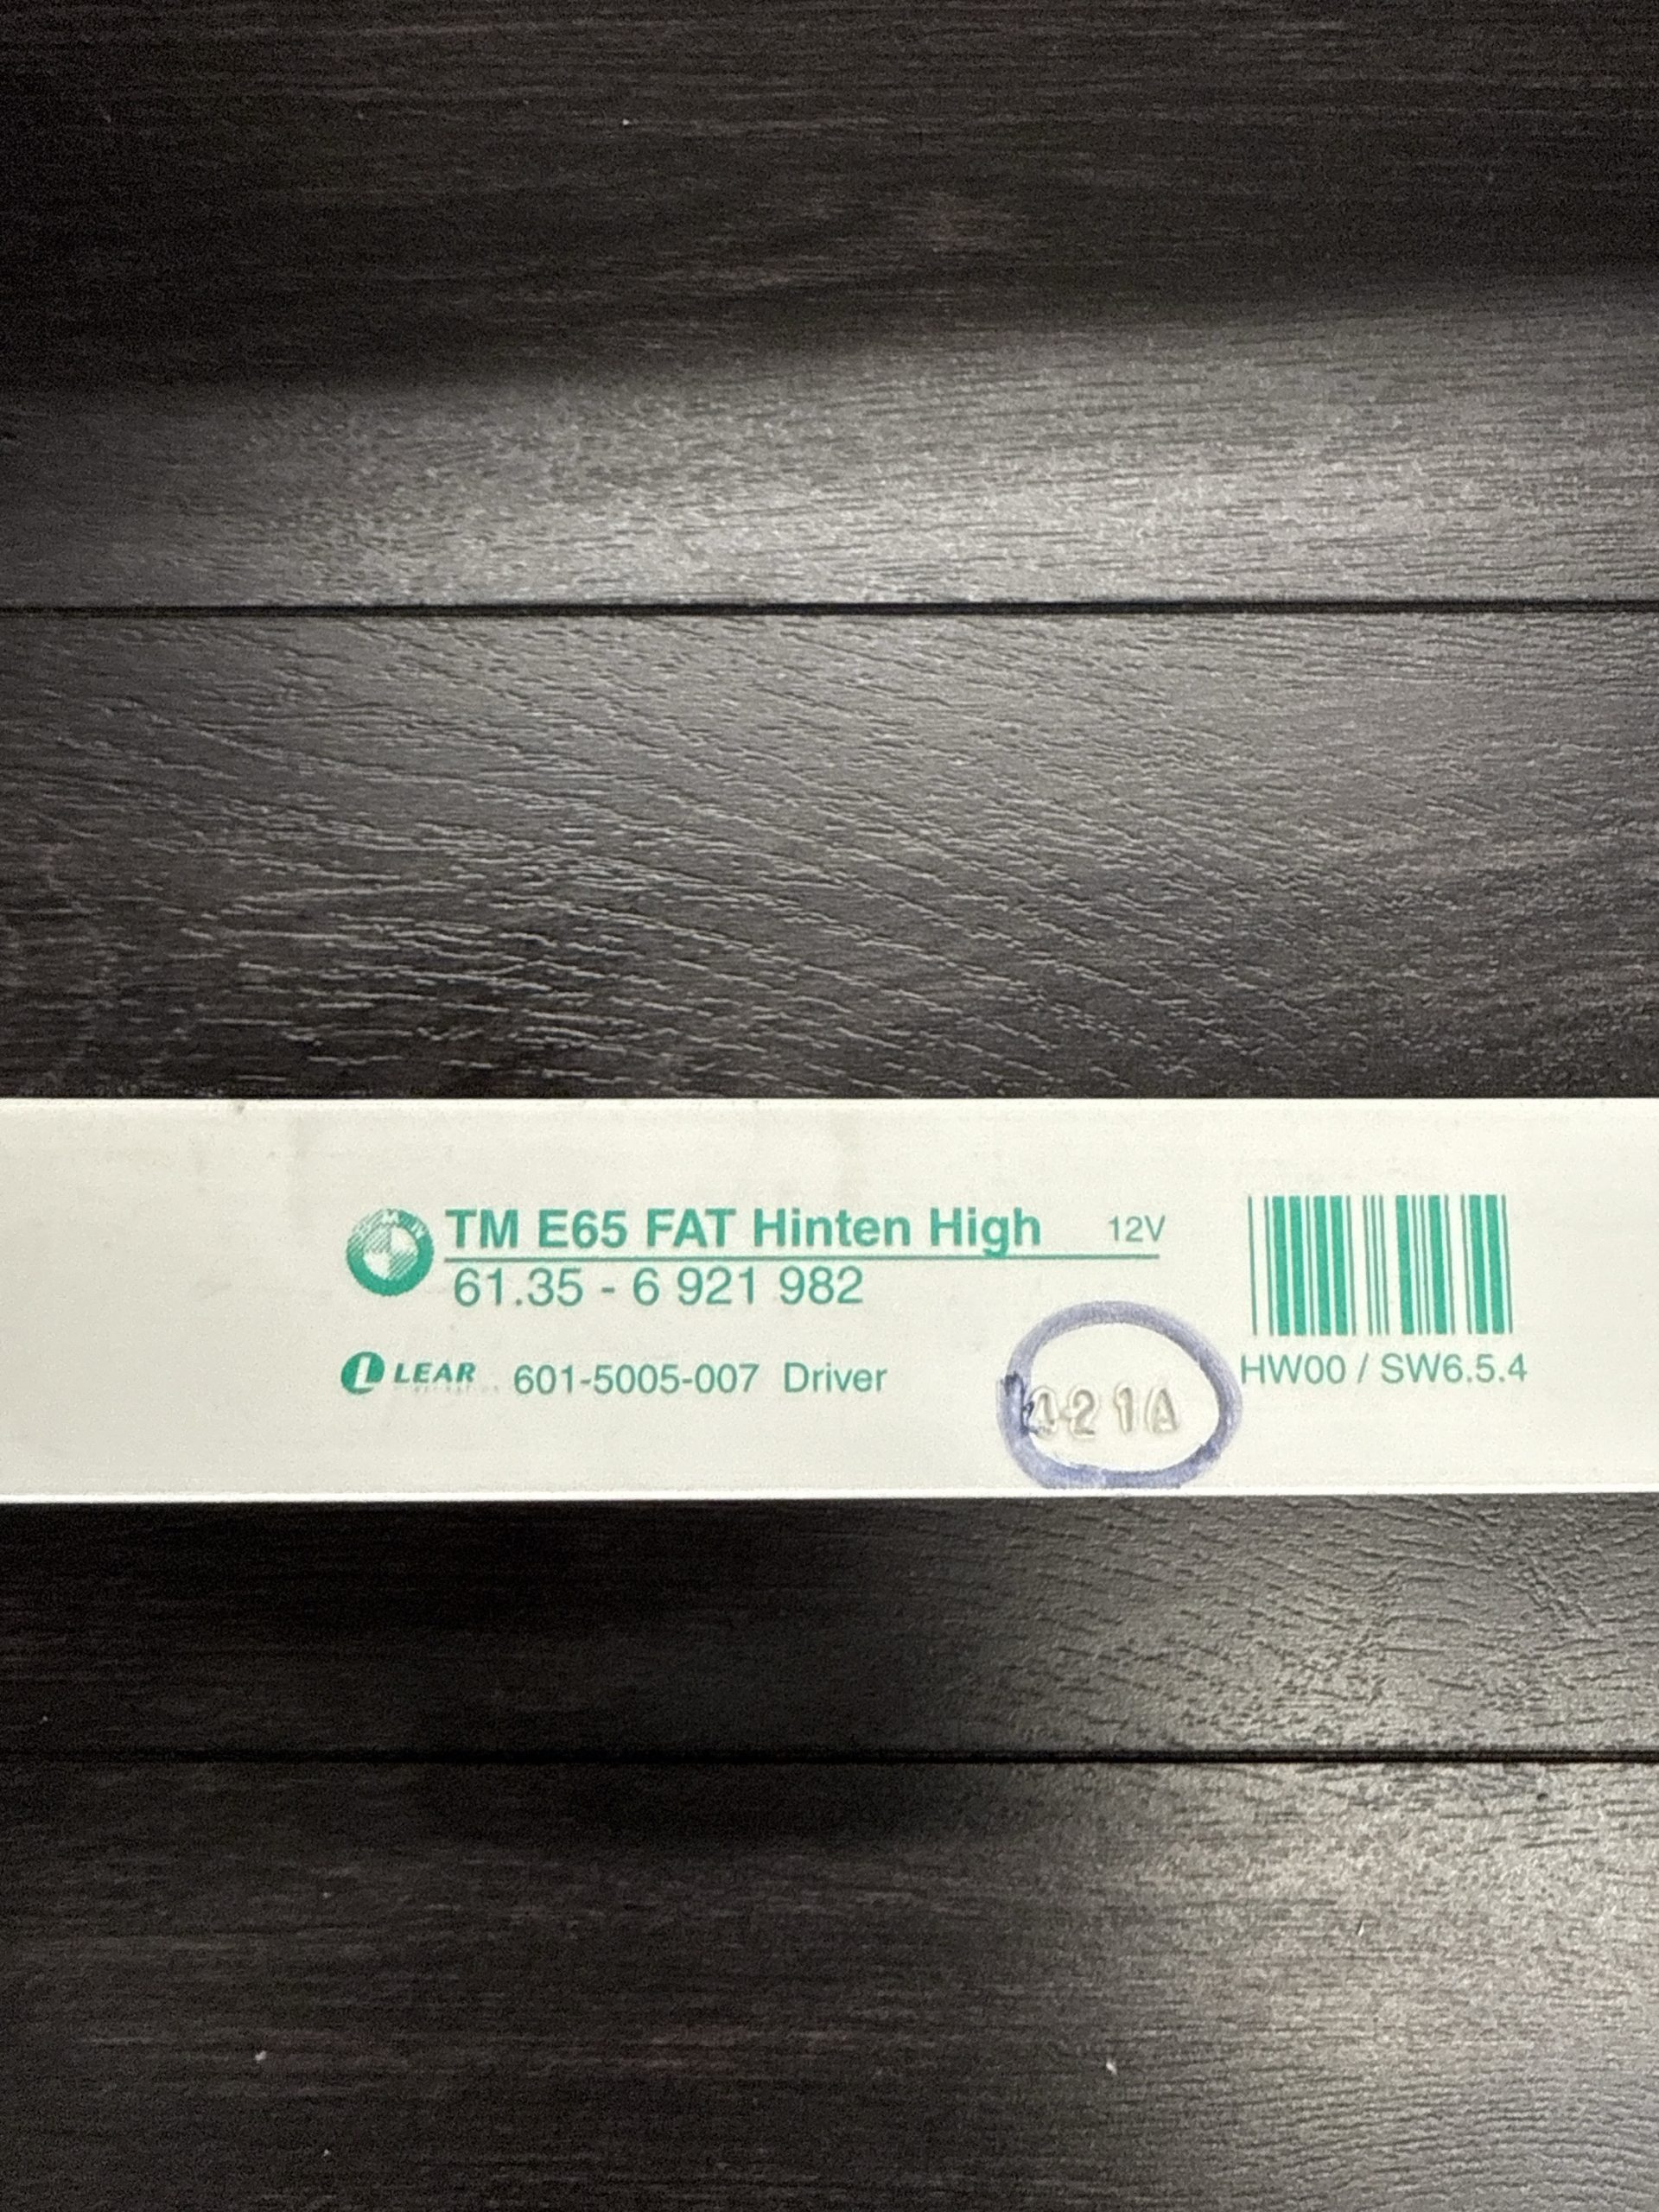 TM E65 FAT Hinten High 12V
61.35 - 6 921 982
LEAR 601-5005-007 Driver
HW00 / SW6.5.4